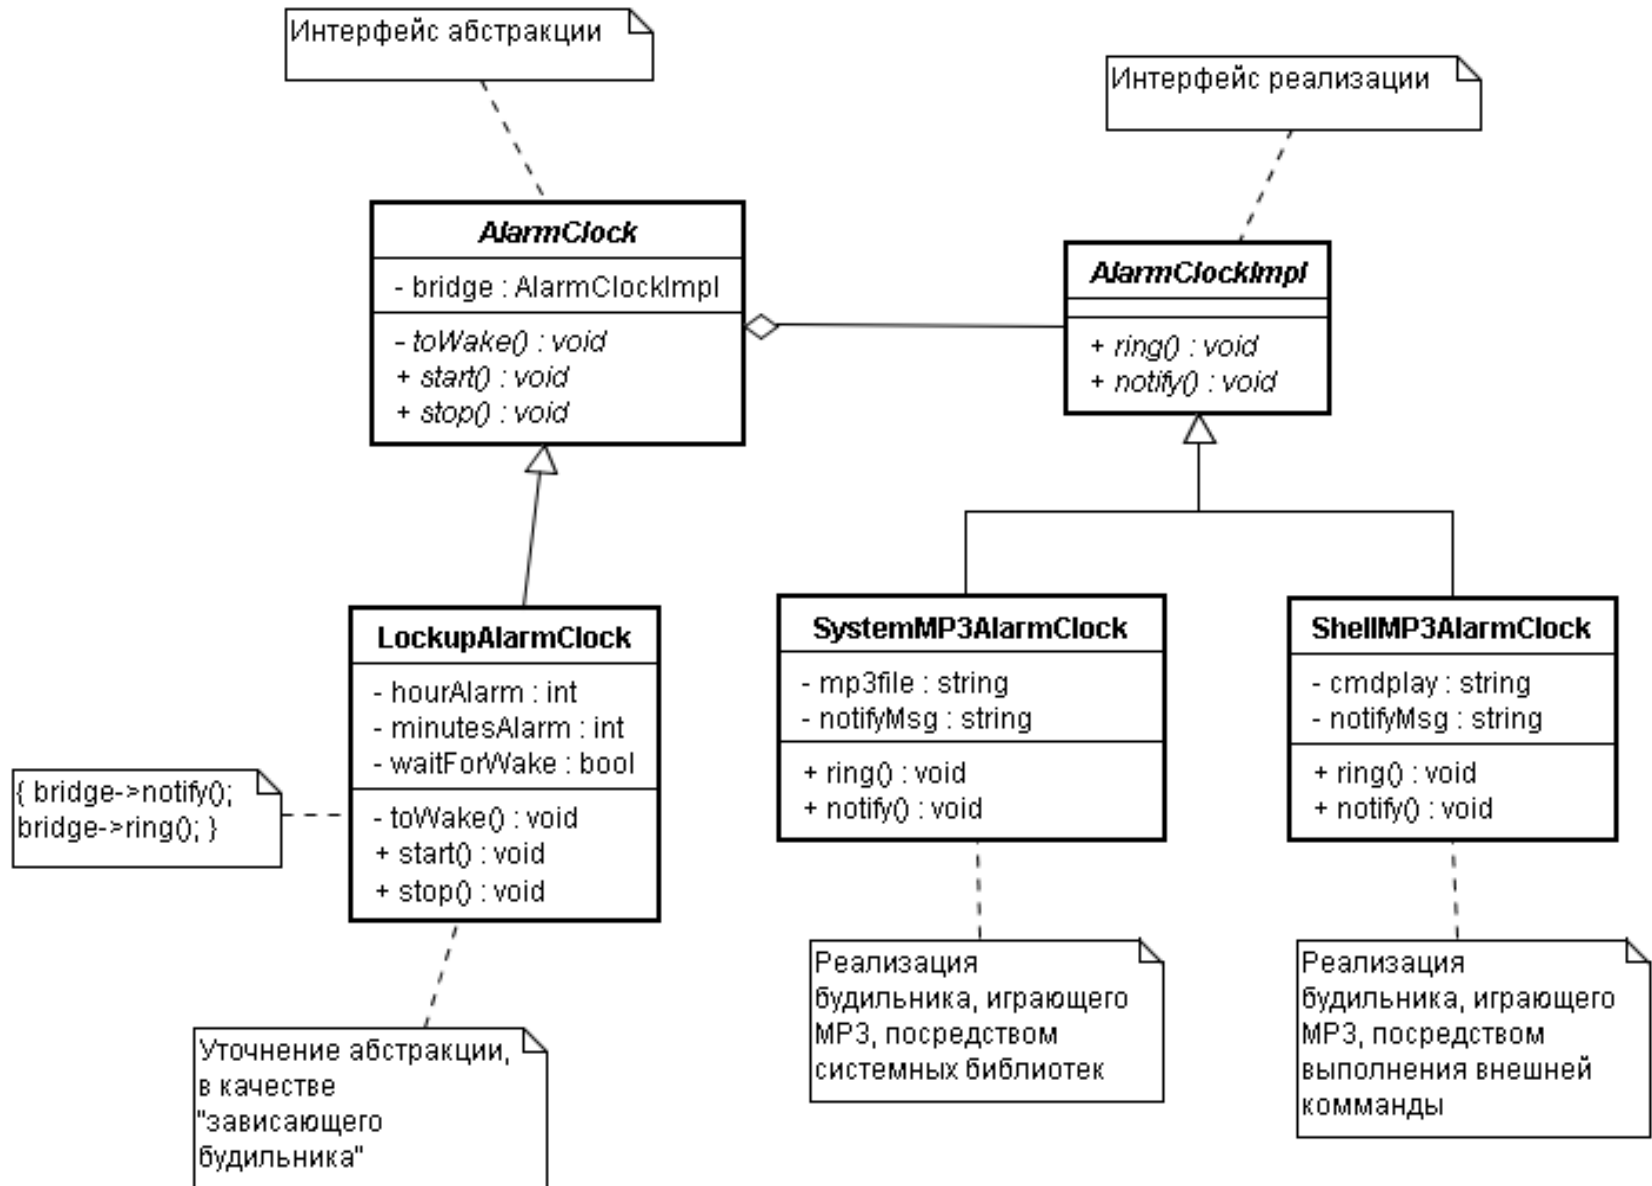 Интерфейс абстракции
Интерфейс реализации
AlarmClock
- bridge : AlarmClockImpl
- toWake() : void
+ start() : void
+ stop() : void
AlarmClockImpl
+ ring() : void
+ notify() : void
LockupAlarmClock
- hourAlarm : int
- minutesAlarm : int
- waitForWake : bool
- toWake() : void
+ start() : void
+ stop() : void
SystemMP3AlarmClock
- mp3file : string
- notifyMsg : string
+ ring() : void
+ notify() : void
ShellMP3AlarmClock
- cmdplay : string
- notifyMsg : string
+ ring() : void
+ notify() : void
{ bridge->notify();
bridge->ring(); }
Уточнение абстракции,
в качестве
"зависающего
будильника"
Реализация
будильника, играющего
MP3, посредством
системных библиотек
Реализация
будильника, играющего
MP3, посредством
выполнения внешней
комманды